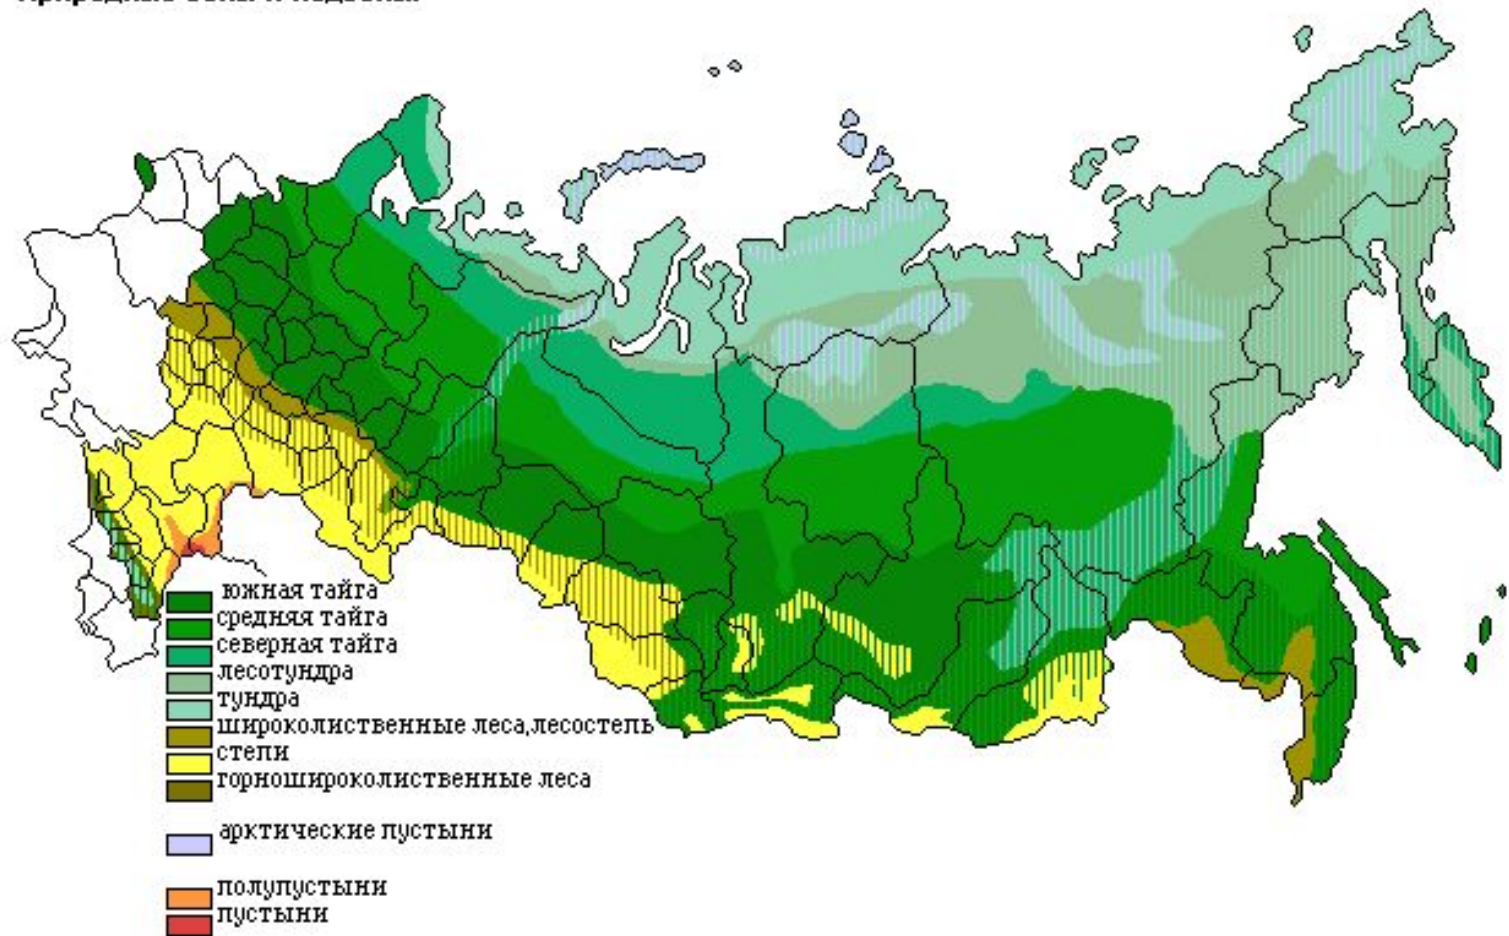 южная тайга
средняя тайга
северная тайга
лесотундра
тундра
широколиственные леса,лесостепь
степи
горношироколиственные леса
арктические пустыни
полупустыни
пустыни